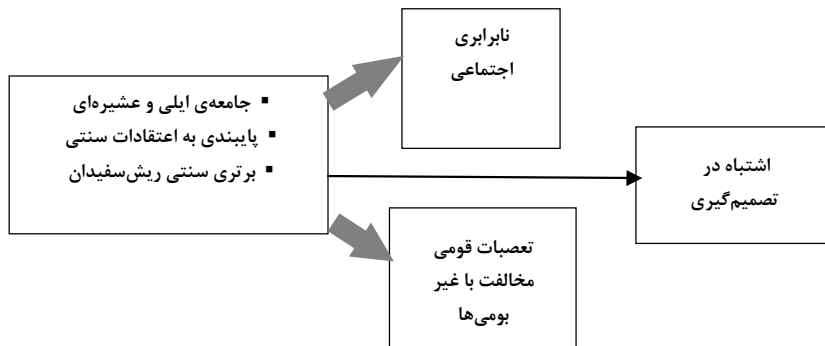 نابرابری
اجتماعی
▪ جامعه‌ی ایلی و عشیره‌ای
▪ پایبندی به اعتقادات سنتی
▪ برتری سنتی ریش‌سفیدان
اشتباه در
تصمیم‌گیری
تعصبات قومی
مخالفت با غیر
بومی‌ها